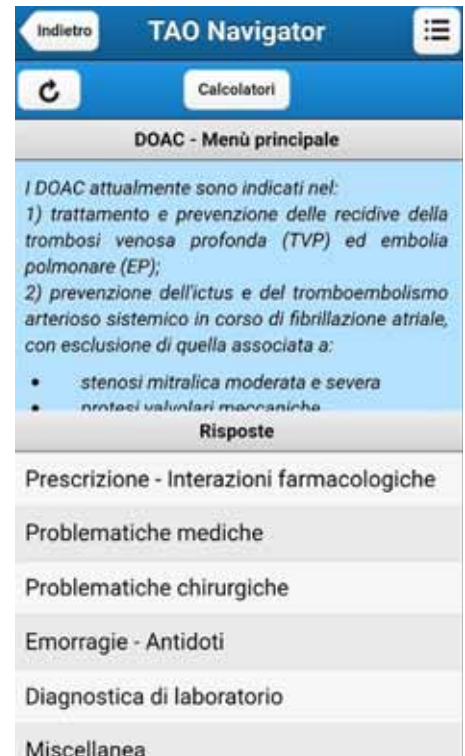 Indietro
TAO Navigator
Calcolatori
DOAC - Menù principale
I DOAC attualmente sono indicati nel:
1) trattamento e prevenzione delle recidive della
trombosi venosa profonda (TVP) ed embolia
polmonare (EP);
2) prevenzione dell'ictus e del tromboembolismo
arterioso sistemico in corso di fibrillazione atriale,
con esclusione di quella associata a:
• stenosi mitralica moderata e severa
• protesi valvolari meccaniche
Risposte
Prescrizione - Interazioni farmacologiche
Problematiche mediche
Problematiche chirurgiche
Emorragie - Antidoti
Diagnostica di laboratorio
Miscellanea